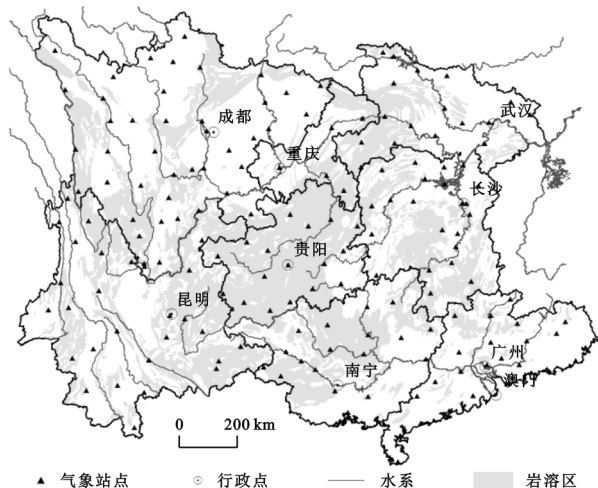 武汉
成都
重庆
长沙
贵阳
昆明
广州
南宁
澳门
0 200 km
气象站点 行政点 水系 岩溶区